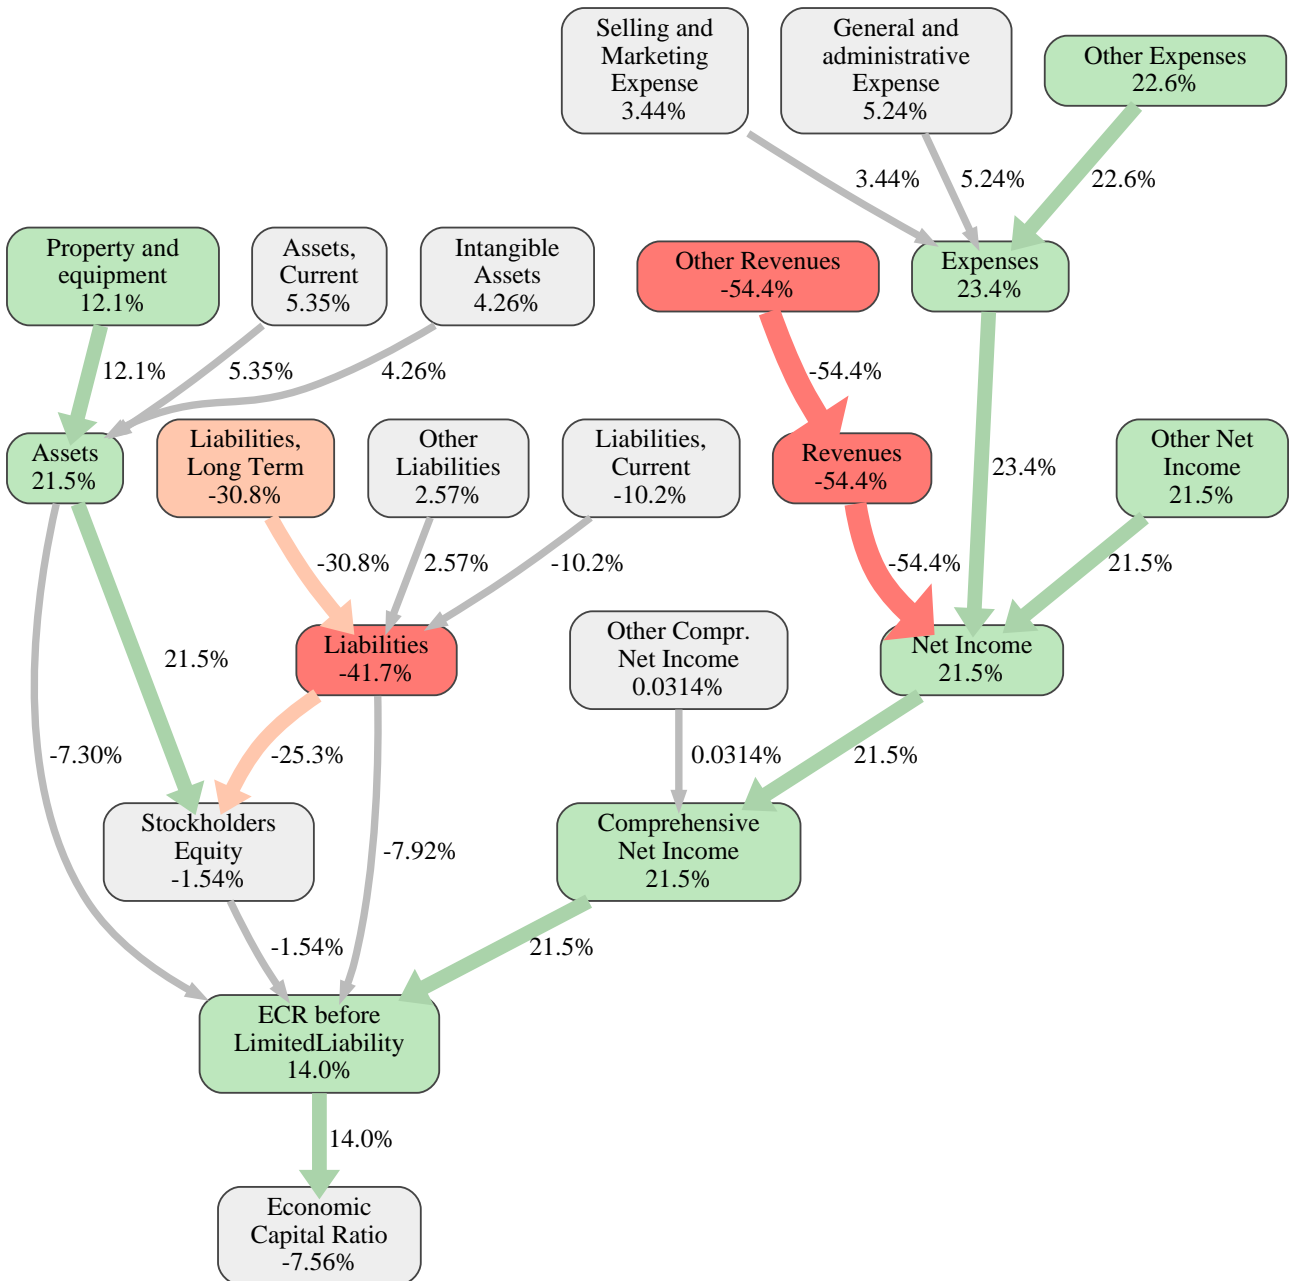 Selling and
Marketing
Expense
3.44%
General and
administrative
Expense
5.24%
Other Expenses
22.6%
3.44%
5.24%
22.6%
Property and
equipment
12.1%
Assets,
Current
5.35%
Intangible
Assets
4.26%
Other Revenues
-54.4%
Expenses
23.4%
12.1%
5.35%
4.26%
-54.4%
Assets
21.5%
Liabilities,
Long Term
-30.8%
Other
Liabilities
2.57%
Liabilities,
Current
-10.2%
Revenues
-54.4%
23.4%
Other Net
Income
21.5%
-30.8%
2.57%
-10.2%
-54.4%
21.5%
21.5%
Liabilities
-41.7%
Other Compr.
Net Income
0.0314%
Net Income
21.5%
-7.30%
-25.3%
0.0314%
21.5%
Stockholders
Equity
-1.54%
-7.92%
Comprehensive
Net Income
21.5%
-1.54%
21.5%
ECR before
LimitedLiability
14.0%
14.0%
Economic
Capital Ratio
-7.56%